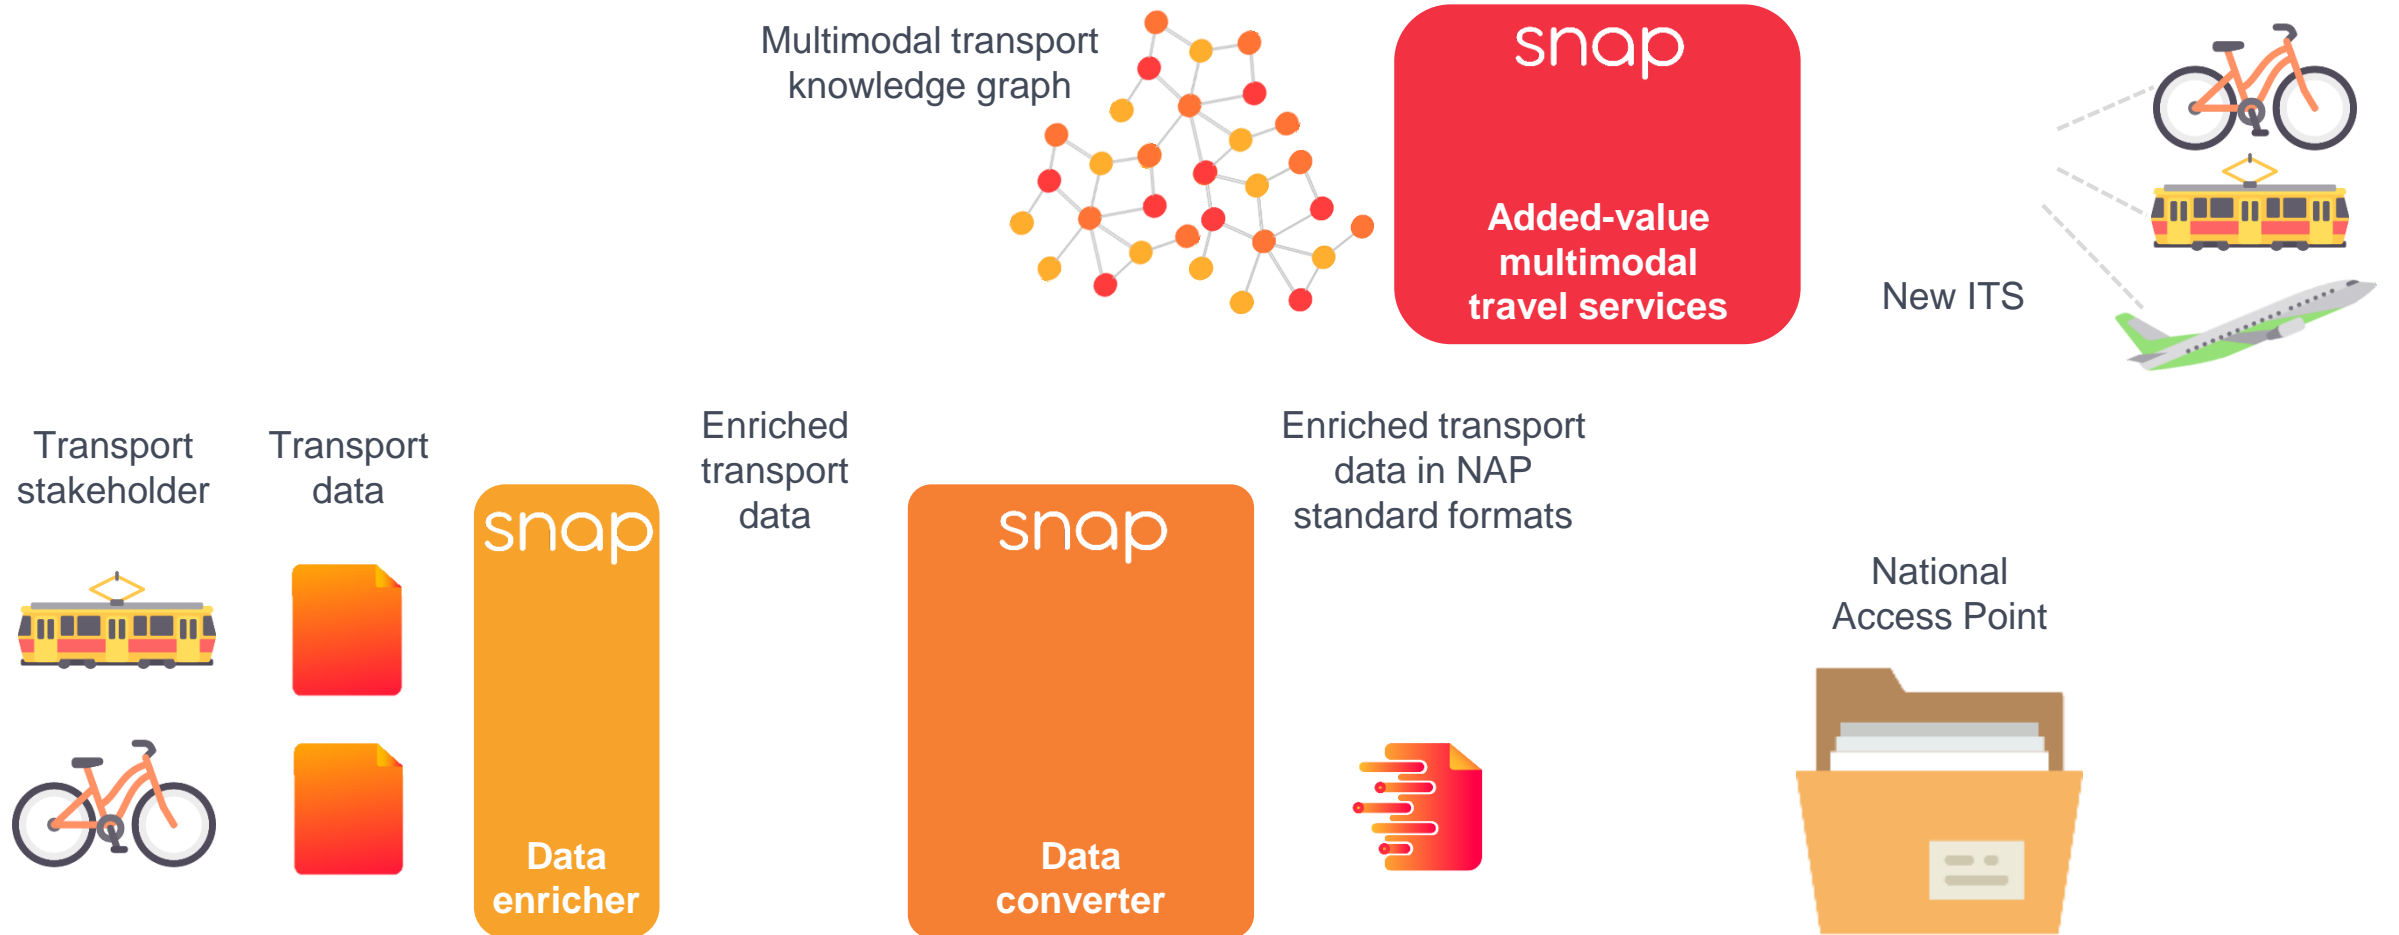 Multimodal transport
knowledge graph
snap
Added-value
multimodal
travel services
New ITS
Transport
stakeholder
Transport
data
snap
Data
enricher
Enriched
transport
data
snap
Data
converter
Enriched transport
data in NAP
standard formats
National
Access Point